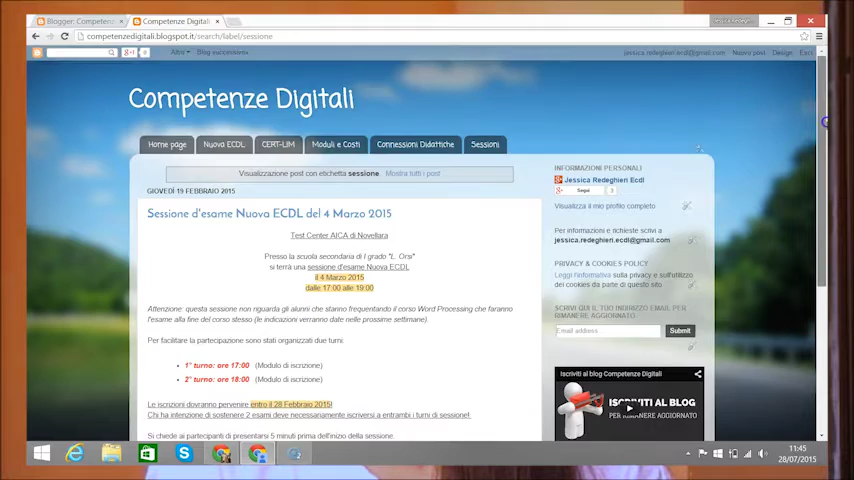 Blogger: Competenz
Competenze Digitali
competenzedigitali.blogspot.it/search/label/sessione
Altro
Blog successivo»
jessica.redeghieri.ecdl@gmail.com
Nuovo post
Design
Esci
Competenze Digitali
Home page
Nuova ECDL
CERT-LIM
Moduli e Costi
Connessioni Didattiche
Sessioni
Visualizzazione post con etichetta sessione. Mostra tutti i post
GIOVEDÌ 19 FEBBRAIO 2015
Sessione d'esame Nuova ECDL del 4 Marzo 2015
Test Center AICA di Novellara
Presso la scuola secondaria di I grado "L. Orsi"
si terrà una sessione d'esame Nuova ECDL
il 4 Marzo 2015
dalle 17:00 alle 19:00
Attenzione: questa sessione non riguarda gli alunni che stanno frequentando il corso Word Processing che faranno
l'esame alla fine del corso stesso (le indicazioni verranno date nelle prossime settimane)
Per facilitare la partecipazione sono stati organizzati due turni:
1° turno: ore 17:00 (Modulo di iscrizione)
2° turno: ore 18:00 (Modulo di iscrizione)
Le iscrizioni dovranno pervenire entro il 28 Febbraio 2015!
Chi ha intenzione di sostenere 2 esami deve necessariamente iscriversi a entrambi i turni di sessione!
Si chiede ai partecipanti di presentarsi 5 minuti prima dell'inizio della sessione
INFORMAZIONI PERSONALI
Jessica Redeghieri Ecdl
Segui
3
Visualizza il mio profilo completo
Per informazioni e richieste scrivi a
jessica.redeghieri.ecdl@gmail.com
PRIVACY & COOKIES POLICY
Leggi l'informativa sulla privacy e sull'utilizzo
dei cookies da parte di questo sito
SCRIVI QUI IL TUO INDIRIZZO EMAIL PER
RIMANERE AGGIORNATO
Email address
Submit
Iscriviti al blog Competenze Digitali
ISCRIVITI AL BLOG
PER RIMANERE AGGIORNATO
11:45
28/07/2015